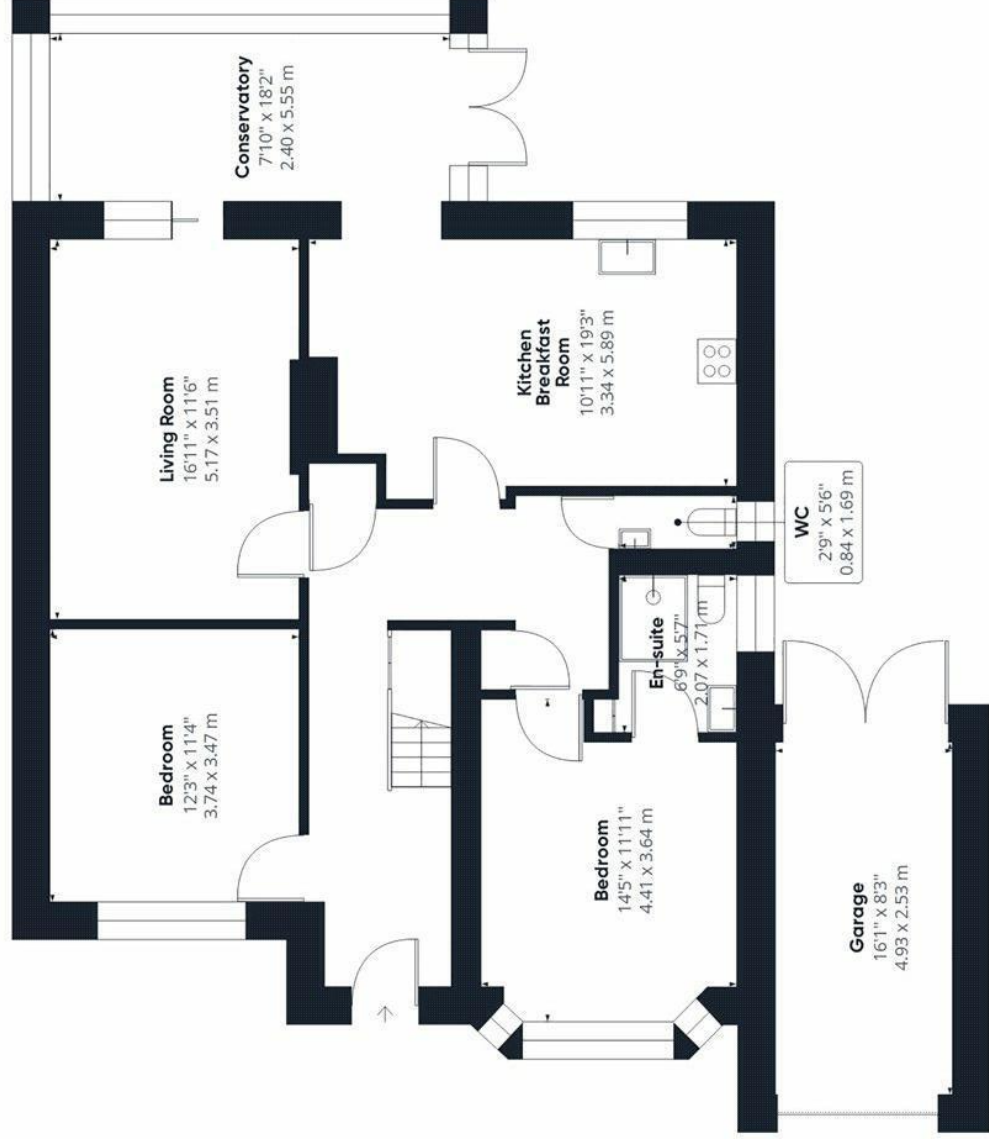 Conservatory
7'10" x 18'2"
2.40 x 5.55 m
Living Room
16'11" x 11'6"
5.17 x 3.51 m
Kitchen
Breakfast
Room
10'11" x 19'3"
3.34 x 5.89 m
WC
2'9" x 5'6"
0.84 x 1.69 m
En-suite
6'9" x 5'7"
2.07 x 1.71 m
Bedroom
12'3" x 11'4"
3.74 x 3.47 m
Bedroom
14'5" x 11'11"
4.41 x 3.64 m
Garage
16'1" x 8'3"
4.93 x 2.53 m